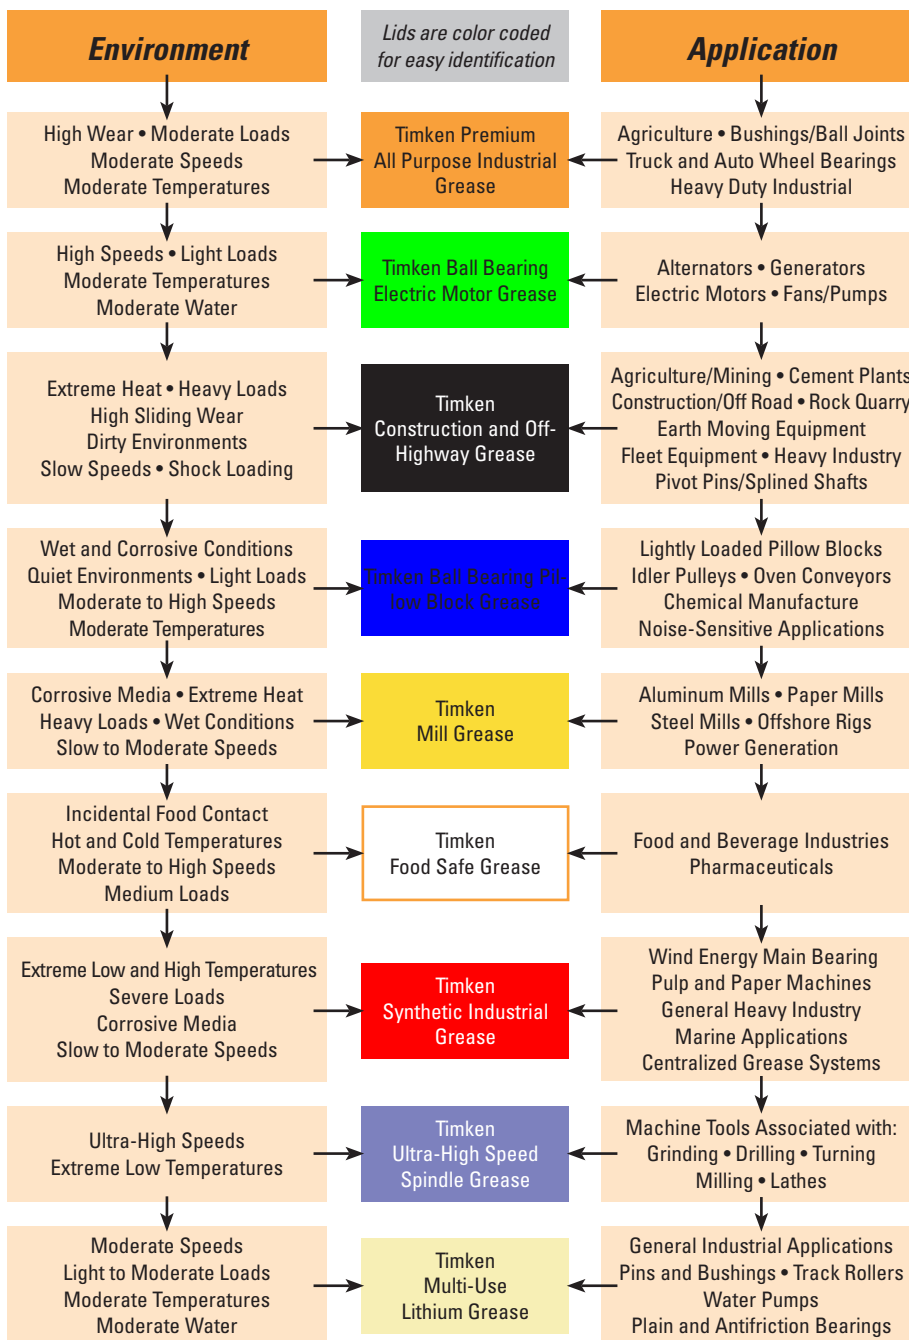 Environment
Lids are color coded
for easy identification
Application
High Wear • Moderate Loads
Moderate Speeds
Moderate Temperatures
Timken Premium
All Purpose Industrial
Grease
Agriculture • Bushings/Ball Joints
Truck and Auto Wheel Bearings
Heavy Duty Industrial
High Speeds • Light Loads
Moderate Temperatures
Moderate Water
Timken Ball Bearing
Electric Motor Grease
Alternators • Generators
Electric Motors • Fans/Pumps
Extreme Heat • Heavy Loads
High Sliding Wear
Dirty Environments
Slow Speeds • Shock Loading
Timken
Construction and Off-
Highway Grease
Agriculture/Mining • Cement Plants
Construction/Off Road • Rock Quarry
Earth Moving Equipment
Fleet Equipment • Heavy Industry
Pivot Pins/Splined Shafts
Wet and Corrosive Conditions
Quiet Environments • Light Loads
Moderate to High Speeds
Moderate Temperatures
Timken Ball Bearing Pil-
low Block Grease
Lightly Loaded Pillow Blocks
Idler Pulleys • Oven Conveyors
Chemical Manufacture
Noise-Sensitive Applications
Corrosive Media • Extreme Heat
Heavy Loads • Wet Conditions
Slow to Moderate Speeds
Timken
Mill Grease
Aluminum Mills • Paper Mills
Steel Mills • Offshore Rigs
Power Generation
Incidental Food Contact
Hot and Cold Temperatures
Moderate to High Speeds
Medium Loads
Timken
Food Safe Grease
Food and Beverage Industries
Pharmaceuticals
Extreme Low and High Temperatures
Severe Loads
Corrosive Media
Slow to Moderate Speeds
Timken
Synthetic Industrial
Grease
Wind Energy Main Bearing
Pulp and Paper Machines
General Heavy Industry
Marine Applications
Centralized Grease Systems
Ultra-High Speeds
Extreme Low Temperatures
Timken
Ultra-High Speed
Spindle Grease
Machine Tools Associated with:
Grinding • Drilling • Turning
Milling • Lathes
Moderate Speeds
Light to Moderate Loads
Moderate Temperatures
Moderate Water
Timken
Multi-Use
Lithium Grease
General Industrial Applications
Pins and Bushings • Track Rollers
Water Pumps
Plain and Antifriction Bearings